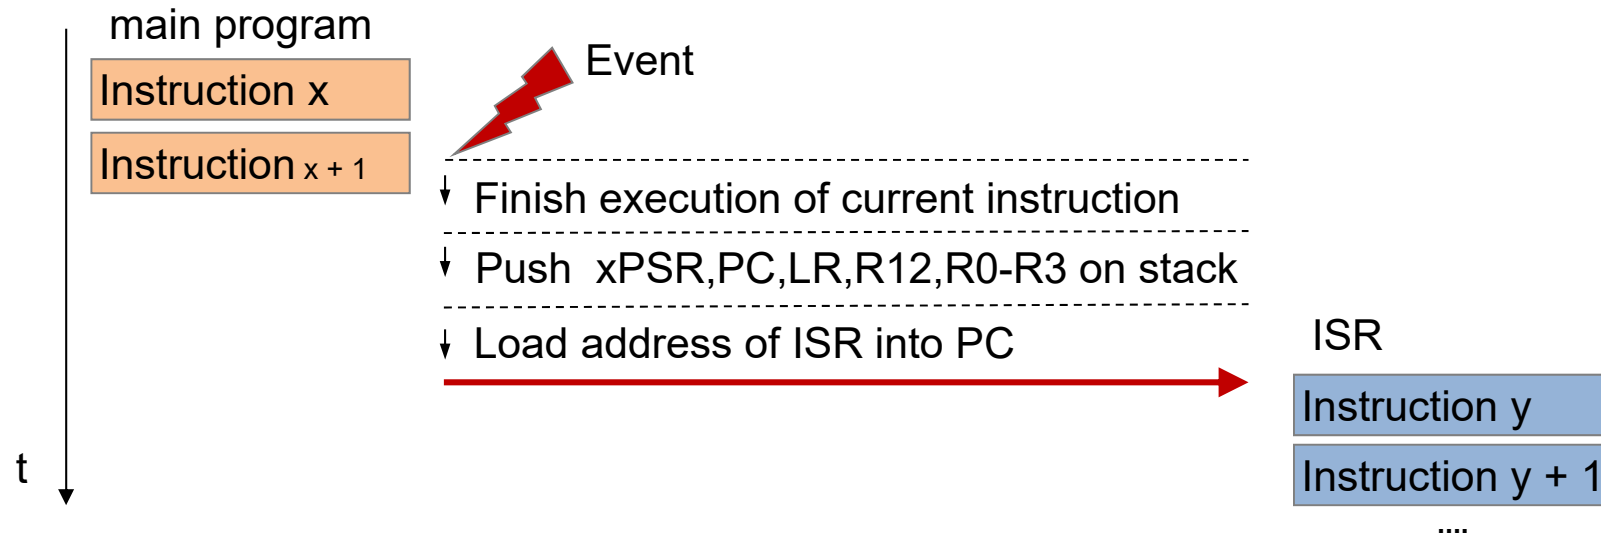 main program
Instruction x
Instruction x + 1
Event
Finish execution of current instruction
Push xPSR,PC,LR,R12,R0-R3 on stack
Load address of ISR into PC
ISR
Instruction y
Instruction y + 1
....
t